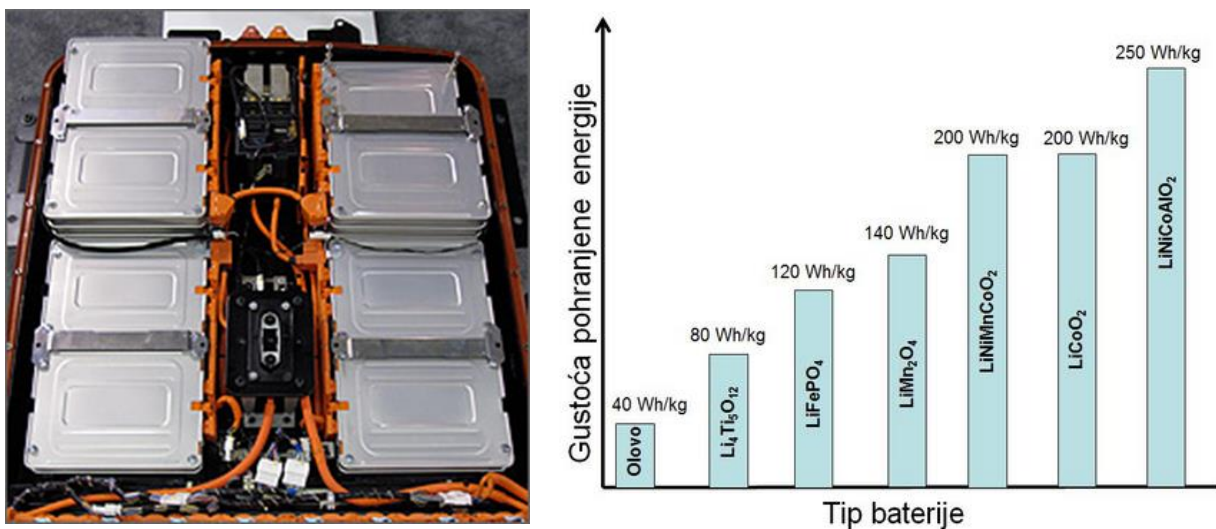 Gustoća pohranjene energije
40 Wh/kg
Olovo
80 Wh/kg
Li₄Ti₅O₁₂
120 Wh/kg
LiFePO₄
140 Wh/kg
LiMn₂O₄
200 Wh/kg
LiNiMnCoO₂
200 Wh/kg
LiCoO₂
250 Wh/kg
LiNiCoAlO₂
Tip baterije